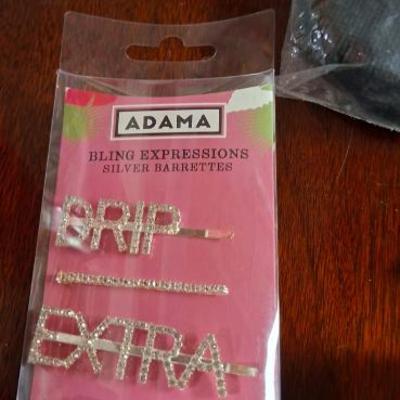 ADAMA
BLING EXPRESSIONS
SILVER BARRETTES
DRIP
EXTRA